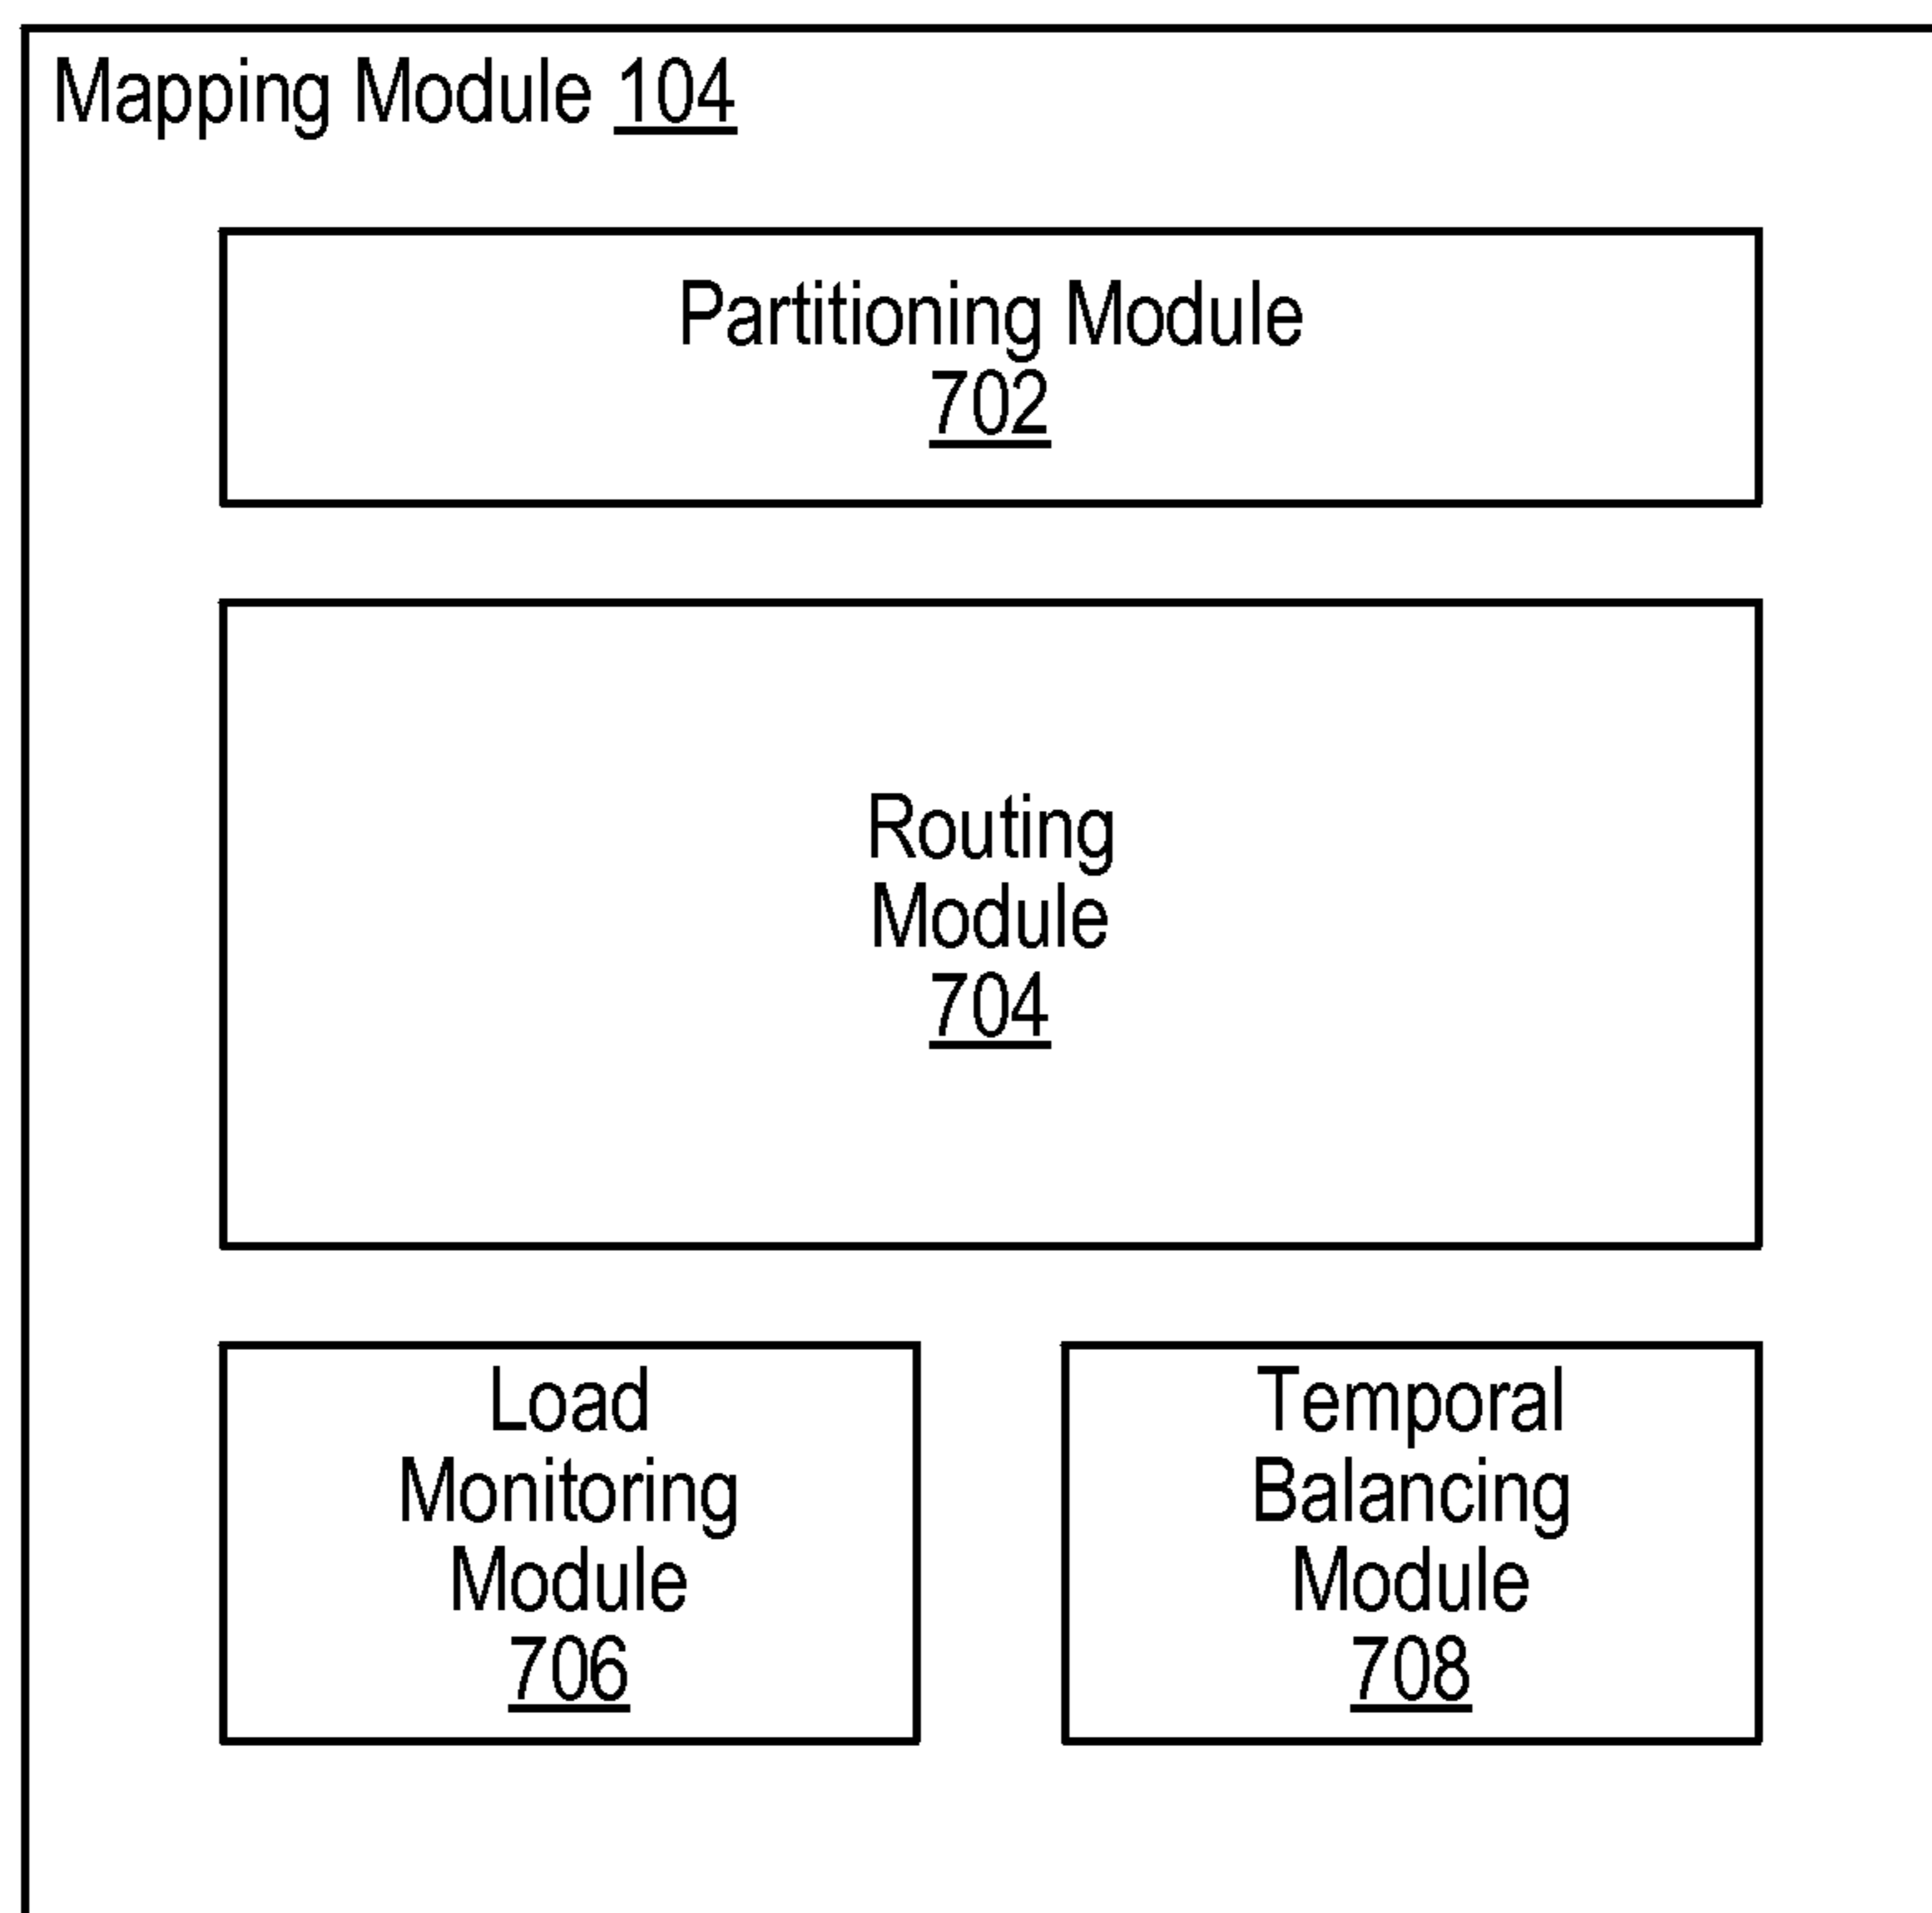 Mapping Module 104
Partitioning Module
702
Routing
Module
704
Load
Monitoring
Module
706
Temporal
Balancing
Module
708